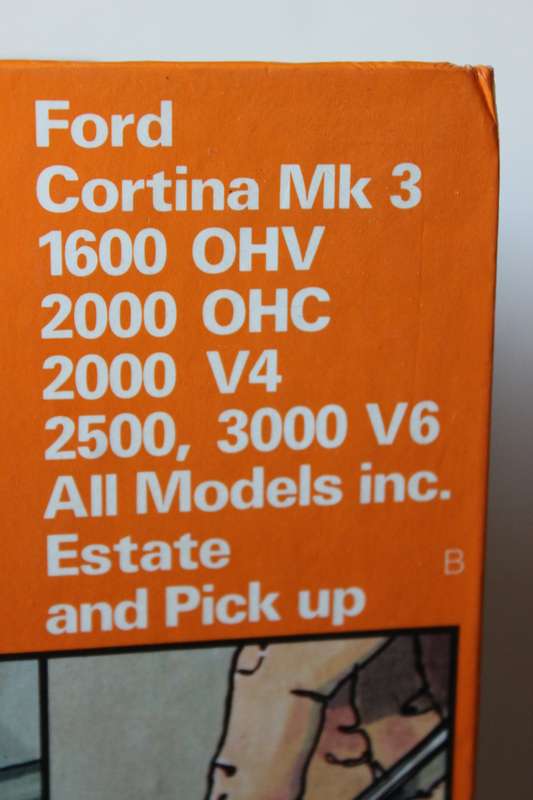 Ford
Cortina Mk 3
1600 OHV
2000 OHC
2000 V4
2500, 3000 V6
All Models inc.
Estate
B
and Pick up